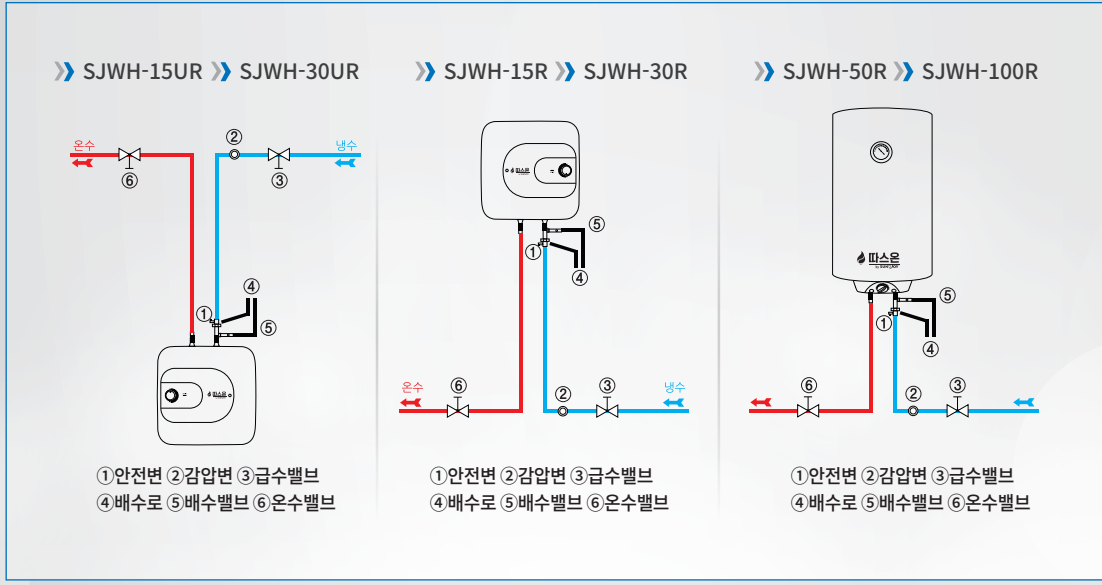 SJWH-15UR SJWH-30UR
온수
②
냉수
⑥
③
④
①
⑤
따스온
①안전변 ②감압변 ③급수밸브
④배수로 ⑤배수밸브 ⑥온수밸브
SJWH-15R SJWH-30R
따스온
⑤
①
④
온수
⑥
③
냉수
②
①안전변 ②감압변 ③급수밸브
④배수로 ⑤배수밸브 ⑥온수밸브
SJWH-50R SJWH-100R
따스온
⑤
①
④
⑥
③
②
①안전변 ②감압변 ③급수밸브
④배수로 ⑤배수밸브 ⑥온수밸브